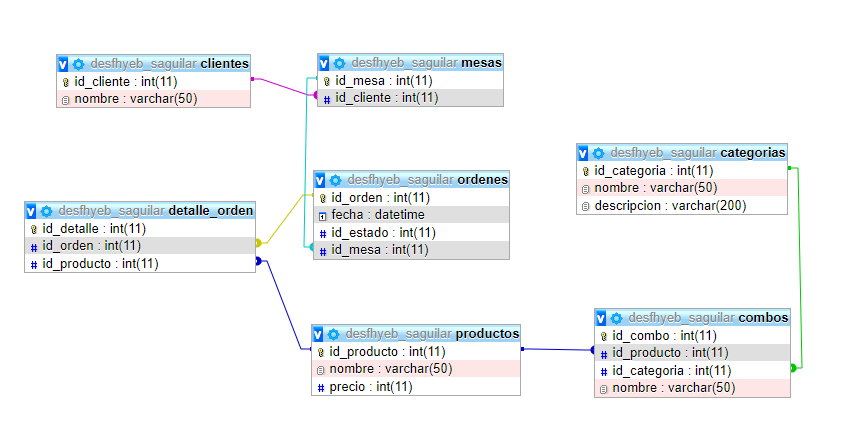 desfhyeb_saguilar clientes
id_cliente : int(11)
nombre : varchar(50)
desfhyeb_saguilar mesas
id_mesa : int(11)
id_cliente : int(11)
desfhyeb_saguilar categorias
id_categoria : int(11)
nombre : varchar(50)
descripcion : varchar(200)
desfhyeb_saguilar ordenes
id_orden : int(11)
fecha : datetime
id_estado : int(11)
id_mesa : int(11)
desfhyeb_saguilar detalle_orden
id_detalle : int(11)
id_orden : int(11)
id_producto : int(11)
desfhyeb_saguilar productos
id_producto : int(11)
nombre : varchar(50)
precio : int(11)
desfhyeb_saguilar combos
id_combo : int(11)
id_producto : int(11)
id_categoria : int(11)
nombre : varchar(50)